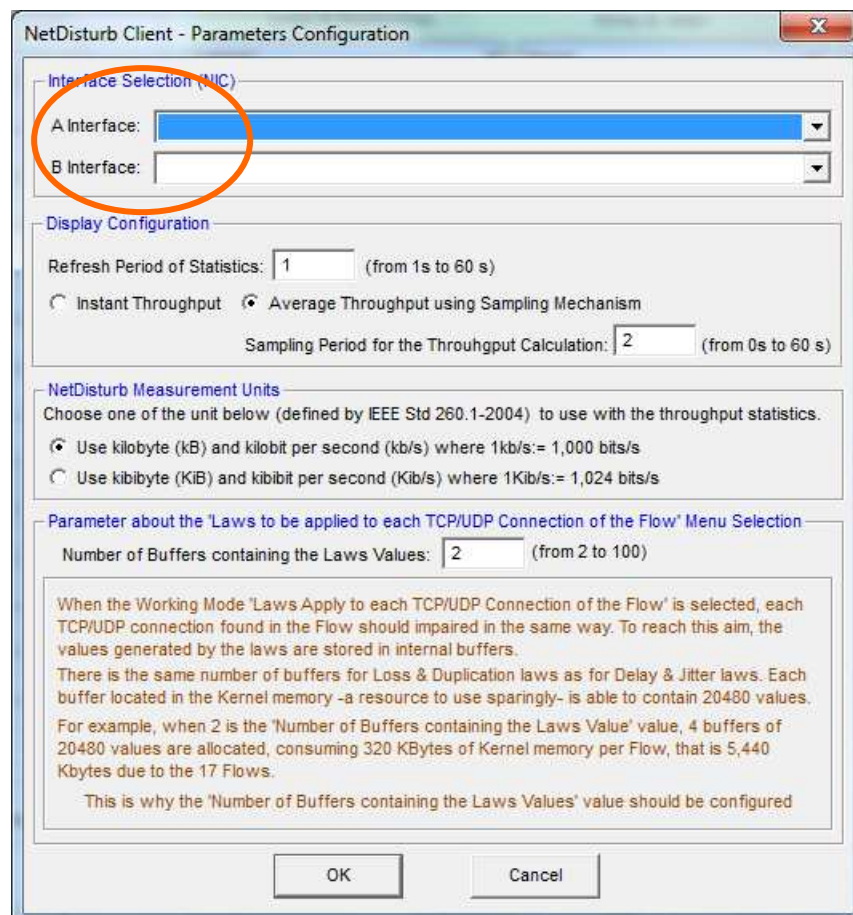 NetDisturb Client - Parameters Configuration
Interface Selection (NIC)
A Interface:
B Interface:
Display Configuration
Refresh Period of Statistics: 1 (from 1s to 60 s)
Instant Throughput Average Throughput using Sampling Mechanism
Sampling Period for the Throuhgput Calculation: 2 (from 0s to 60 s)
NetDisturb Measurement Units
Choose one of the unit below (defined by IEEE Std 260.1-2004) to use with the throughput statistics.
Use kilobyte (kB) and kilobit per second (kb/s) where 1kb/s:= 1,000 bits/s
Use kibibyte (KiB) and kibibit per second (Kib/s) where 1Kib/s:= 1,024 bits/s
Parameter about the 'Laws to be applied to each TCP/UDP Connection of the Flow' Menu Selection
Number of Buffers containing the Laws Values: 2 (from 2 to 100)
When the Working Mode 'Laws Apply to each TCP/UDP Connection of the Flow' is selected, each
TCP/UDP connection found in the Flow should impaired in the same way. To reach this aim, the
values generated by the laws are stored in internal buffers.
There is the same number of buffers for Loss & Duplication laws as for Delay & Jitter laws. Each
buffer located in the Kernel memory -a resource to use sparingly- is able to contain 20480 values.
For example, when 2 is the 'Number of Buffers containing the Laws Value' value, 4 buffers of
20480 values are allocated, consuming 320 KBytes of Kernel memory per Flow, that is 5,440
Kbytes due to the 17 Flows.
This is why the 'Number of Buffers containing the Laws Values' value should be configured
OK Cancel